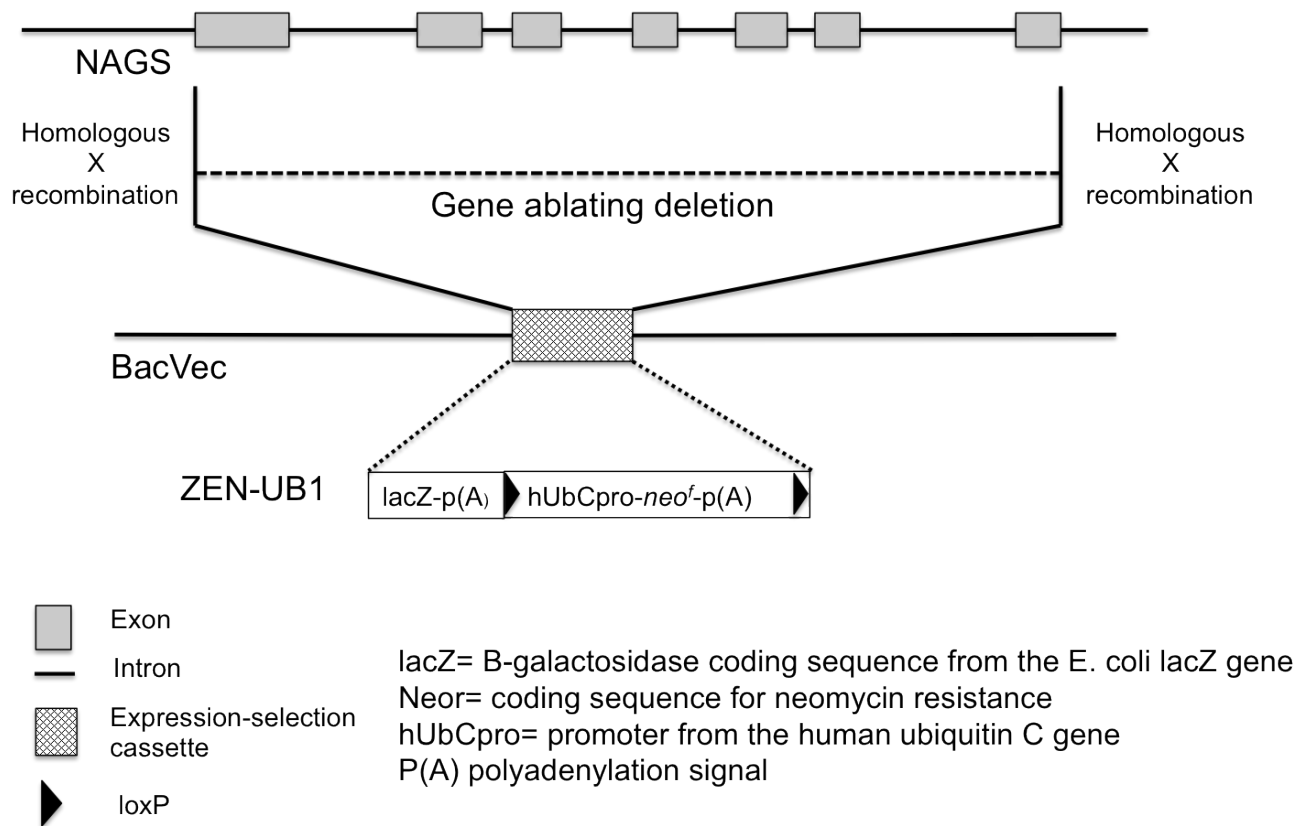 NAGS
Homologous
X
recombination
Homologous
X
recombination
Gene ablating deletion
BacVec
ZEN-UB1
lacZ-p(A)
hUbCpro-neoᶠ-p(A)
Exon
Intron
Expression-selection
cassette
loxP
lacZ= B-galactosidase coding sequence from the E. coli lacZ gene
Neor= coding sequence for neomycin resistance
hUbCpro= promoter from the human ubiquitin C gene
P(A) polyadenylation signal